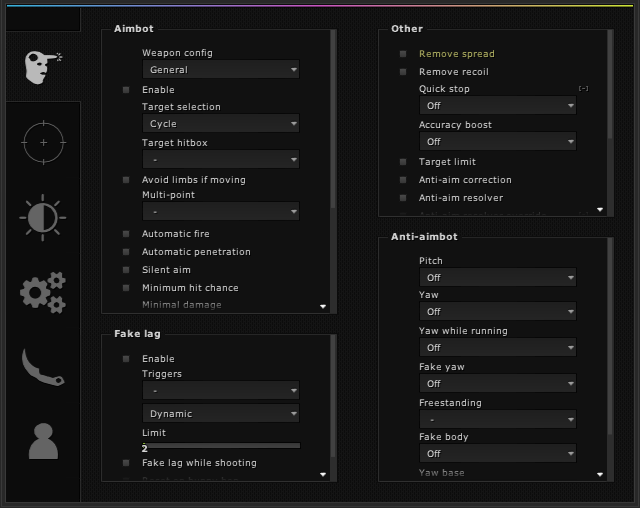 Aimbot
Weapon config
General
Enable
Target selection
Cycle
Target hitbox
-
Avoid limbs if moving
Multi-point
-
Automatic fire
Automatic penetration
Silent aim
Minimum hit chance
Minimal damage
Fake lag
Enable
Triggers
-
Dynamic
Limit
2
Fake lag while shooting
Other
Remove spread
Remove recoil
Quick stop [-]
Off
Accuracy boost
Off
Target limit
Anti-aim correction
Anti-aim resolver
Anti-aim resolver override
Anti-aimbot
Pitch
Off
Yaw
Off
Yaw while running
Off
Fake yaw
Off
Freestanding
-
Fake body
Off
Yaw base